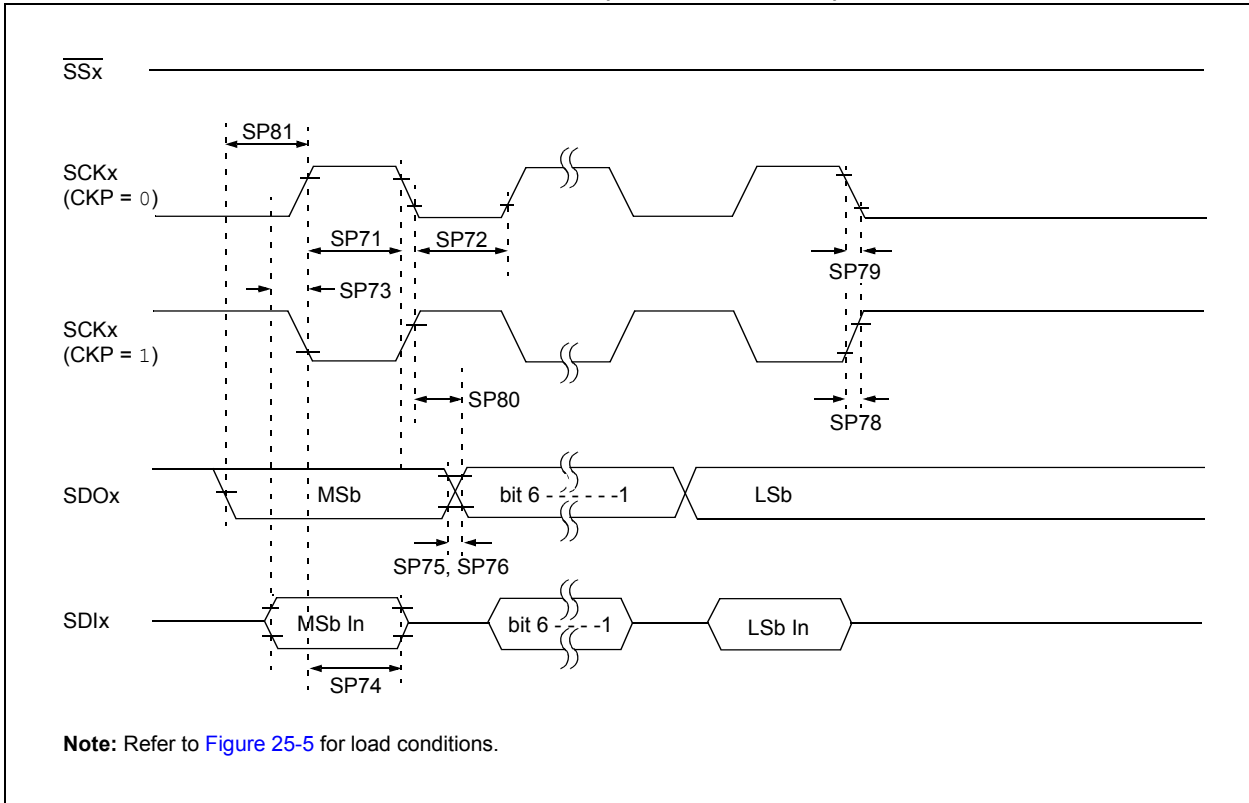 SSx
SP81
SCKx
(CKP = 0)
SP71
SP72
SP79
SP73
SCKx
(CKP = 1)
SP80
SP78
SDOx
MSb
bit 6 - - - - - -1
LSb
SP75, SP76
SDIx
MSb In
bit 6 - - - -1
LSb In
SP74
Note: Refer to Figure 25-5 for load conditions.